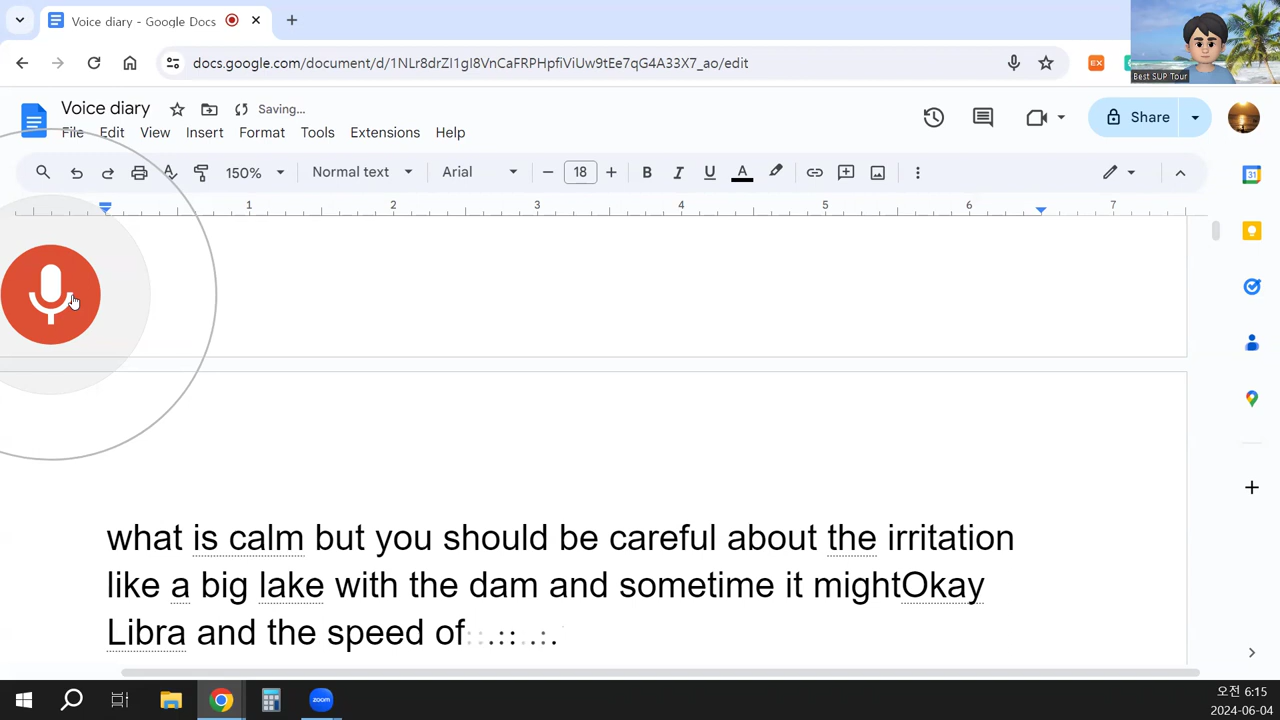 Voice diary - Google Docs
docs.google.com/document/d/1NLr8drZI1gI8VnCaFRPHpfiViUw9tEe7qG4A33X7_ao/edit
EX
Best SUP Tour
Voice diary
Saving...
File Edit View Insert Format Tools Extensions Help
Share
150% Normal text Arial 18 B I U A
1 2 3 4 5 6 7
31
what is calm but you should be careful about the irritation
like a big lake with the dam and sometime it mightOkay
Libra and the speed of
zoom
오전 6:15
2024-06-04